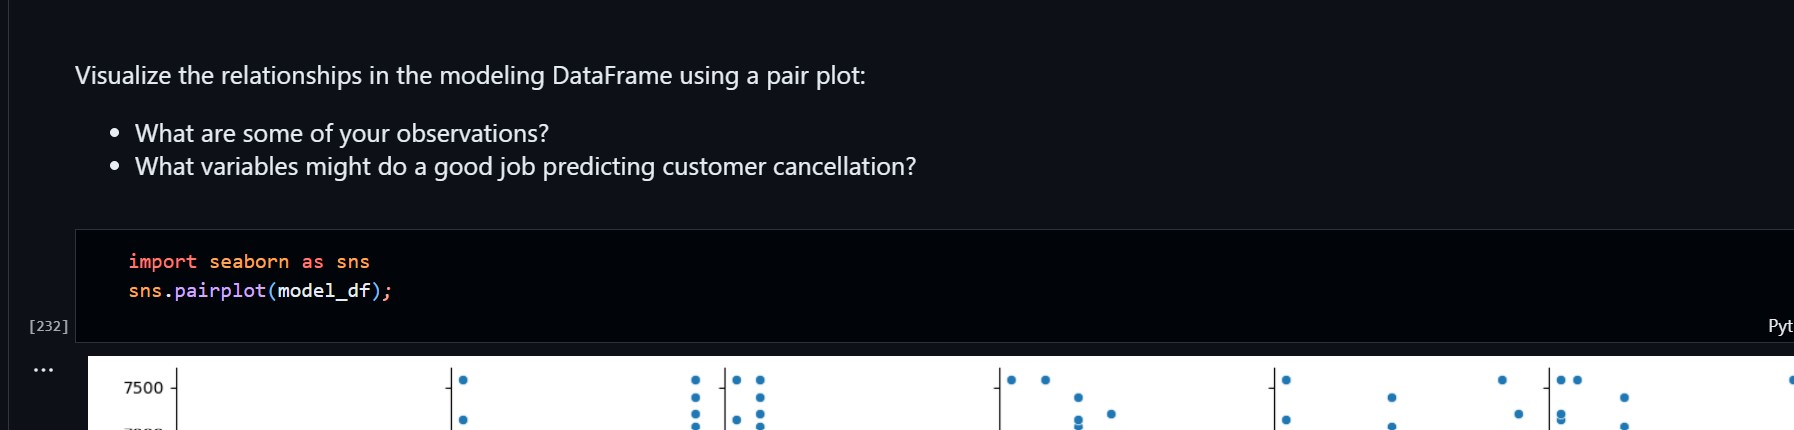 Visualize the relationships in the modeling DataFrame using a pair plot:
• What are some of your observations?
• What variables might do a good job predicting customer cancellation?
import seaborn as sns
sns.pairplot(model_df);
[232]
Pyt
...
7500